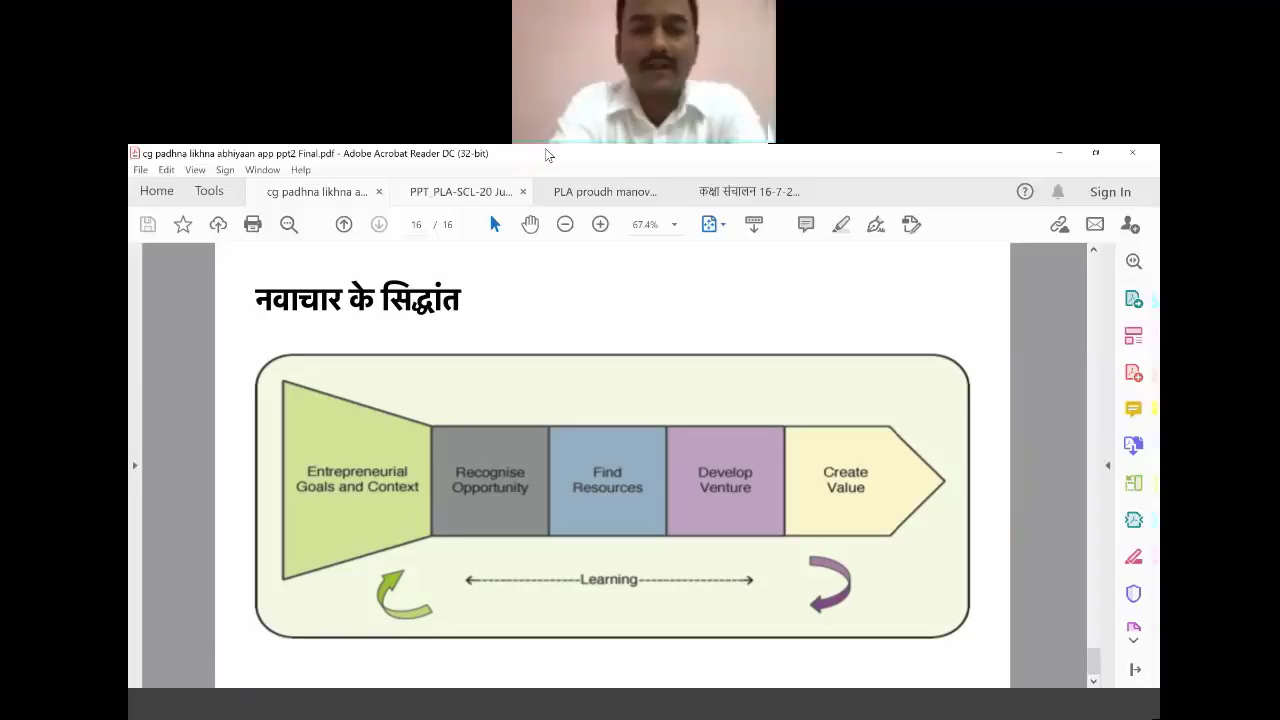 cg padhna likhna abhiyaan app ppt2 Final.pdf - Adobe Acrobat Reader DC (32-bit)
File Edit View Sign Window Help
Home Tools cg padhna likhna a... PPT_PLA-SCL-20 Ju... PLA proudh manov... कक्षा संचालन 16-7-2... Sign In
16 / 16 67.4%
नवाचार के सिद्धांत
Entrepreneurial
Goals and Context
Recognise
Opportunity
Find
Resources
Develop
Venture
Create
Value
Learning